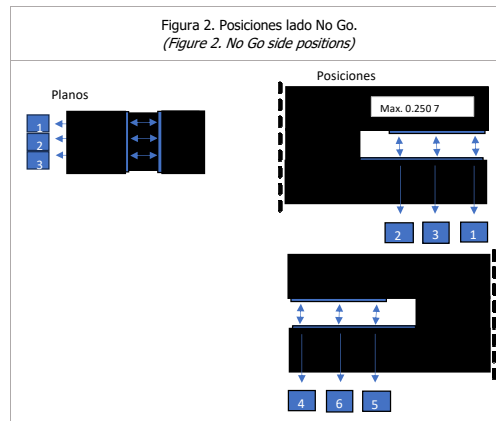 Figura 2. Posiciones lado No Go.
(Figure 2. No Go side positions)
Posiciones
Planos
Max. 0.250 7
1
2
3
2 3 1
4 6 5